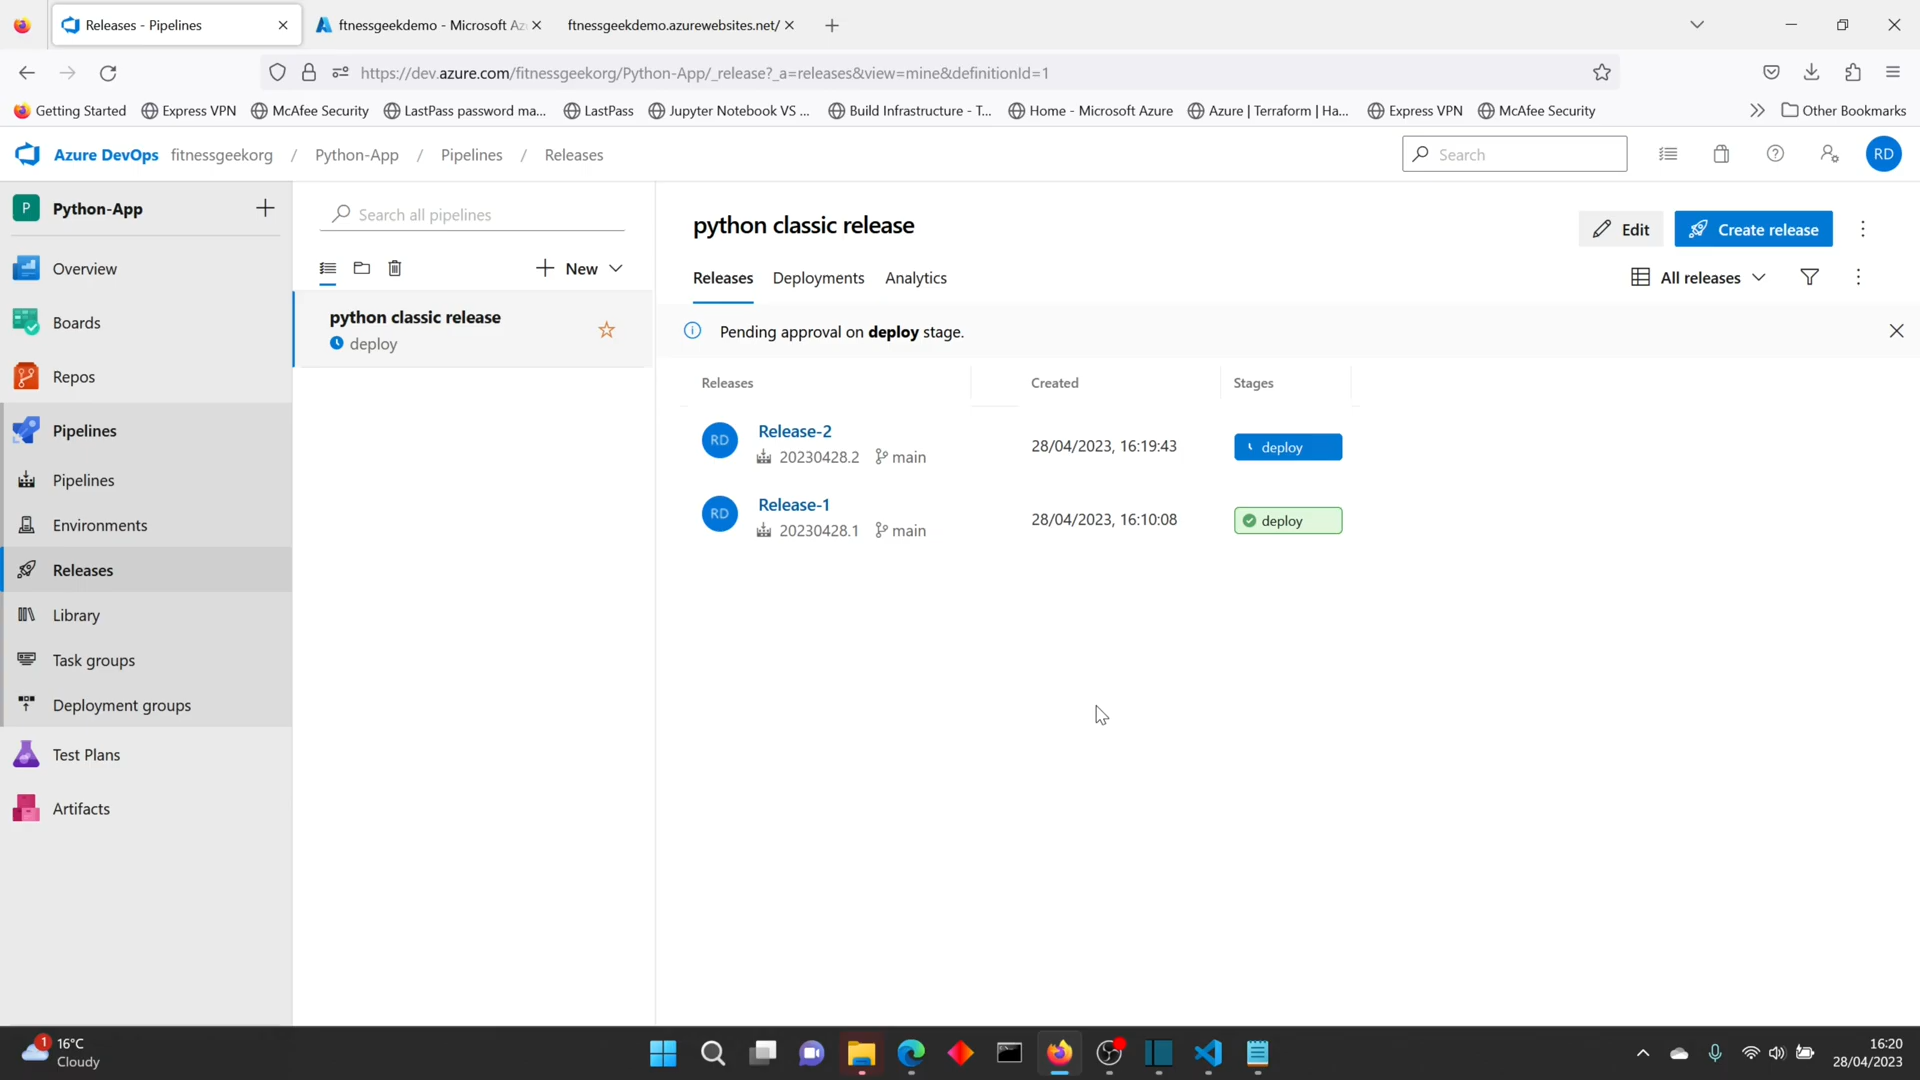 Releases - Pipelines
ftnessgeekdemo - Microsoft Az
ftnessgeekdemo.azurewebsites.net/
https://dev.azure.com/fitnessgeekorg/Python-App/_release?_a=releases&view=mine&definitionId=1
Getting Started
Express VPN
McAfee Security
LastPass password ma...
LastPass
Jupyter Notebook VS ...
Build Infrastructure - T...
Home - Microsoft Azure
Azure | Terraform | Ha...
Express VPN
McAfee Security
Other Bookmarks
Azure DevOps
fitnessgeekorg / Python-App / Pipelines / Releases
Search
RD
P
Python-App
Overview
Boards
Repos
Pipelines
Pipelines
Environments
Releases
Library
Task groups
Deployment groups
Test Plans
Artifacts
Search all pipelines
New
python classic release
deploy
python classic release
Edit
Create release
Releases
Deployments
Analytics
All releases
Pending approval on deploy stage.
Releases
Created
Stages
RD
Release-2
20230428.2
main
28/04/2023, 16:19:43
deploy
RD
Release-1
20230428.1
main
28/04/2023, 16:10:08
deploy
1
16°C
Cloudy
16:20
28/04/2023